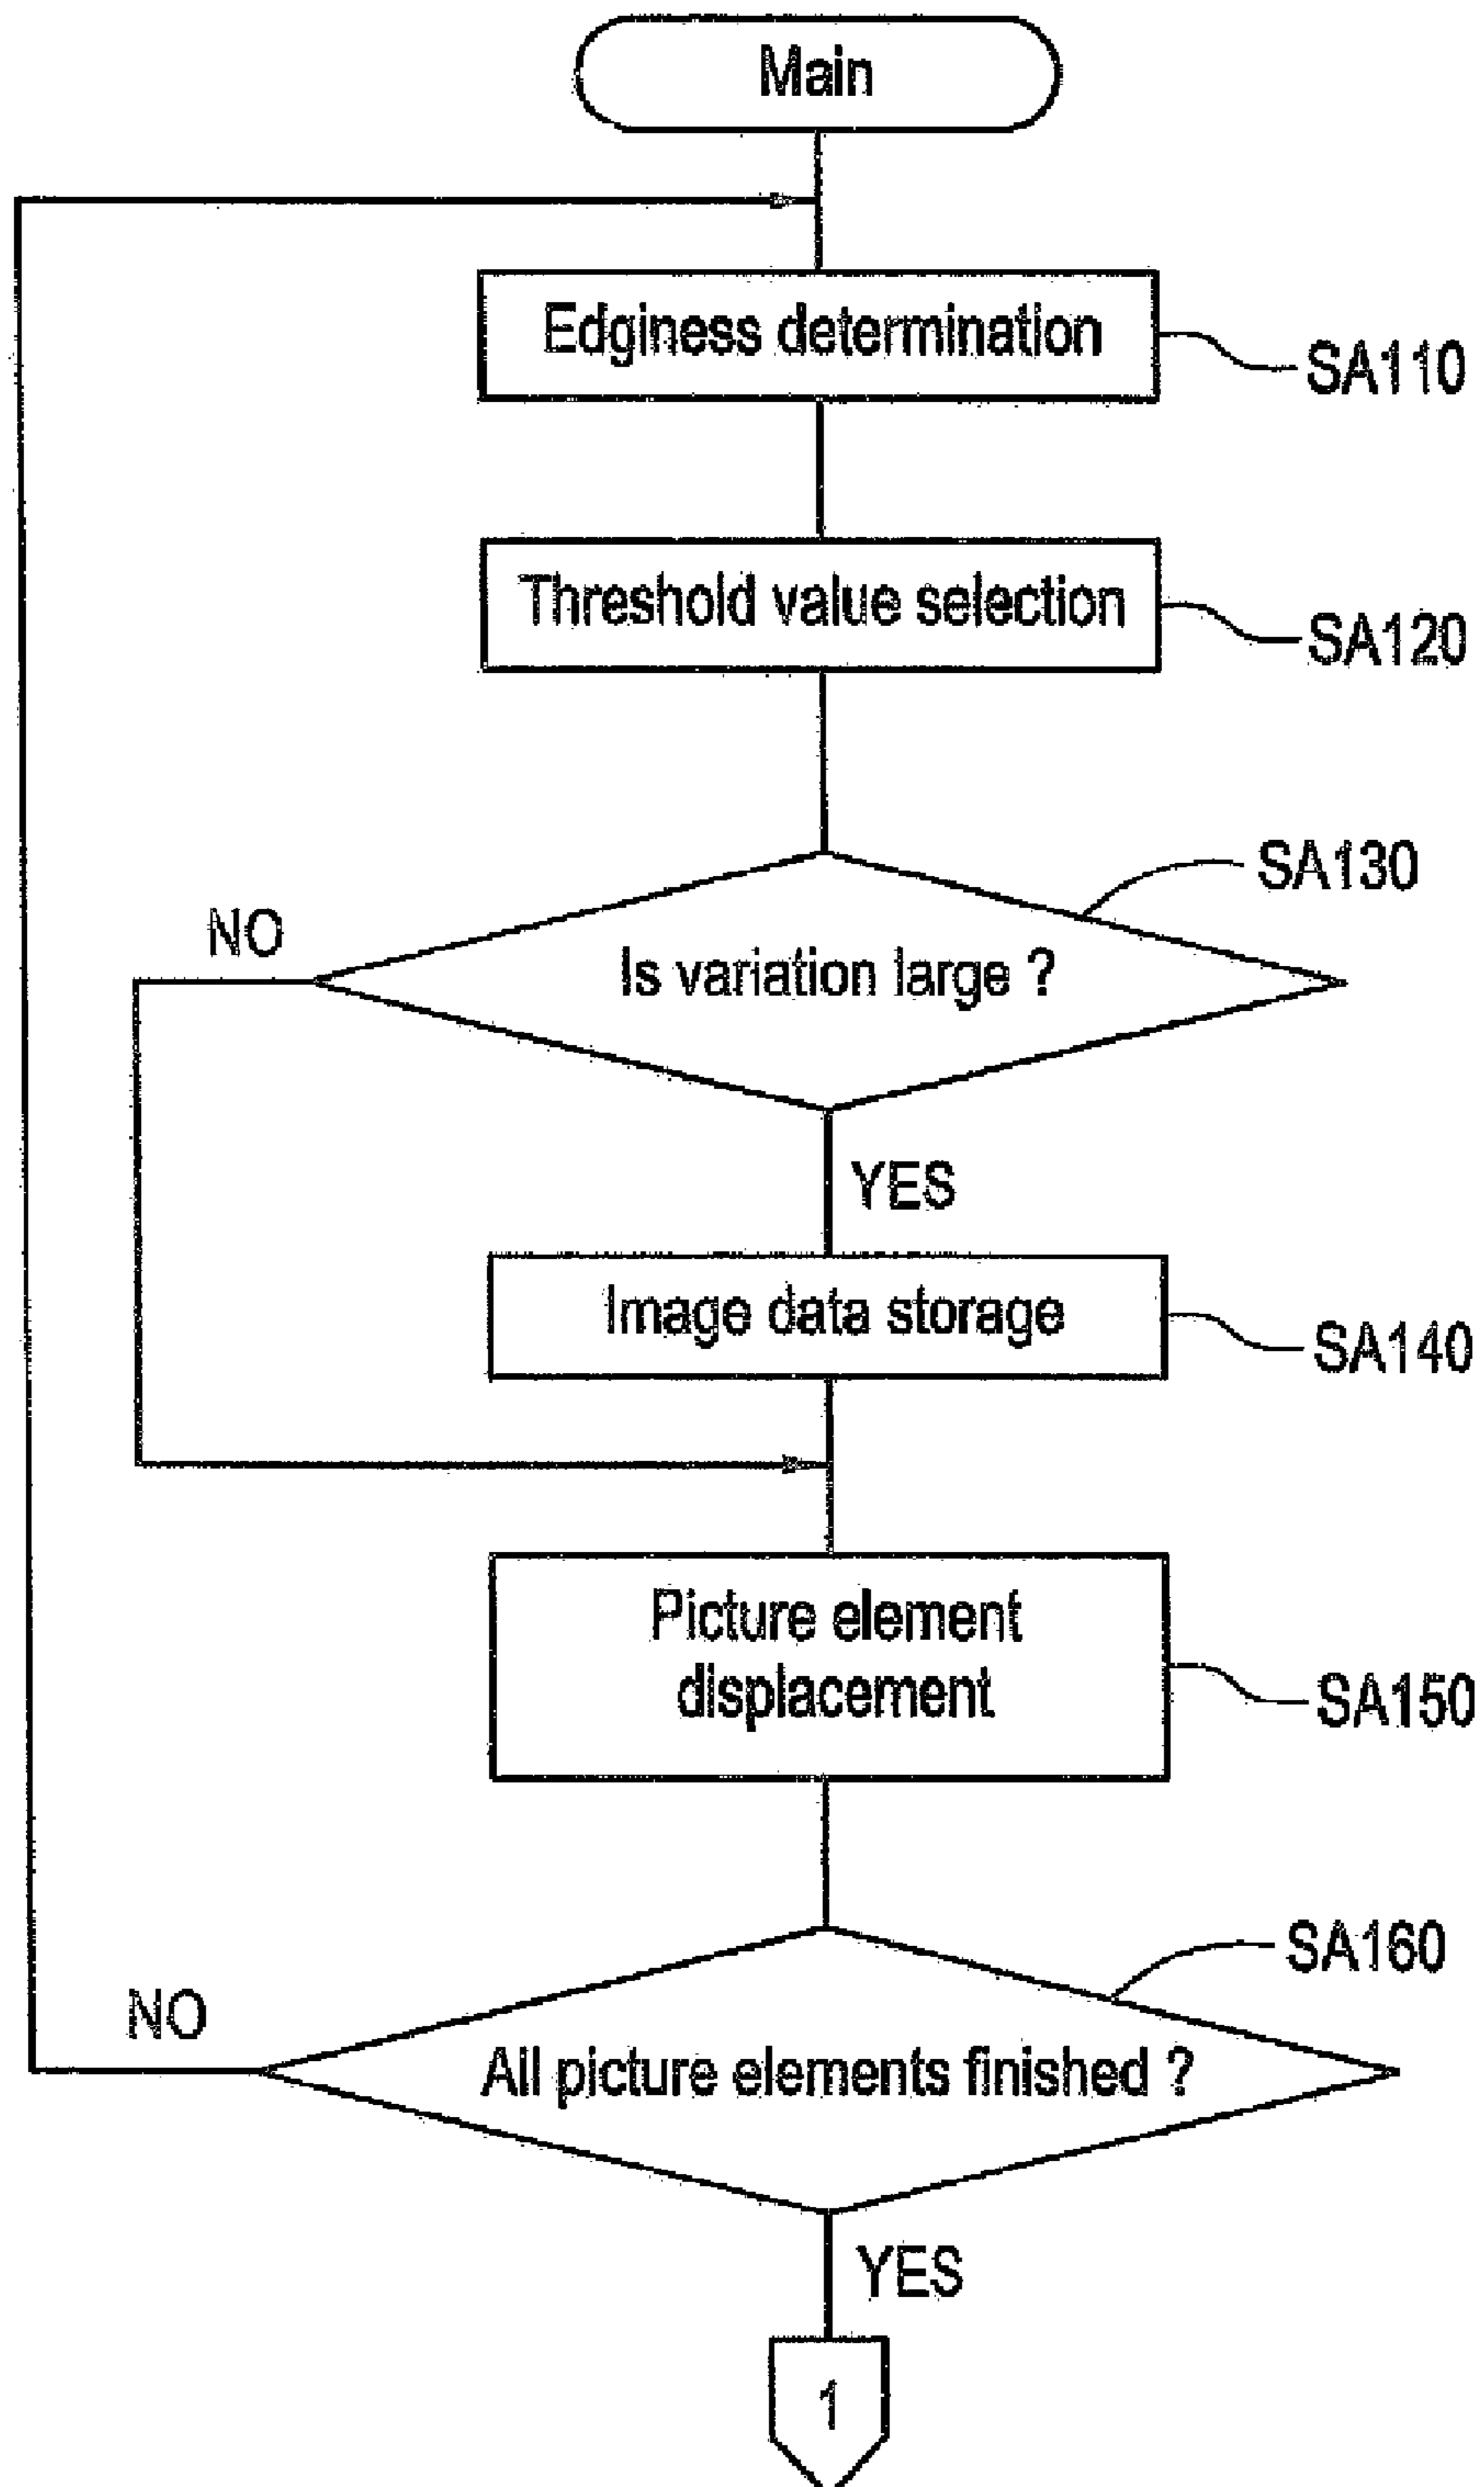 Main
Edginess determination
SA110
Threshold value selection
SA120
SA130
NO
Is variation large ?
YES
Image data storage
SA140
Picture element
displacement
SA150
SA160
NO
All picture elements finished ?
YES
1